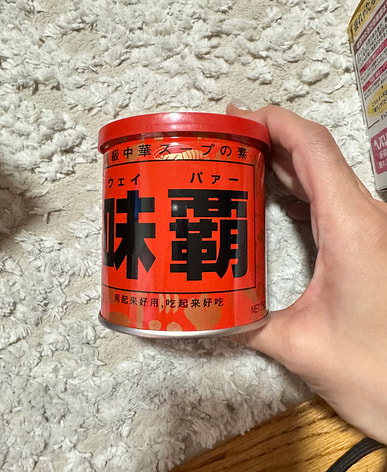 級中華スープの素
ウェイ パァー
味覇
用起来好用,吃起来好吃
NET